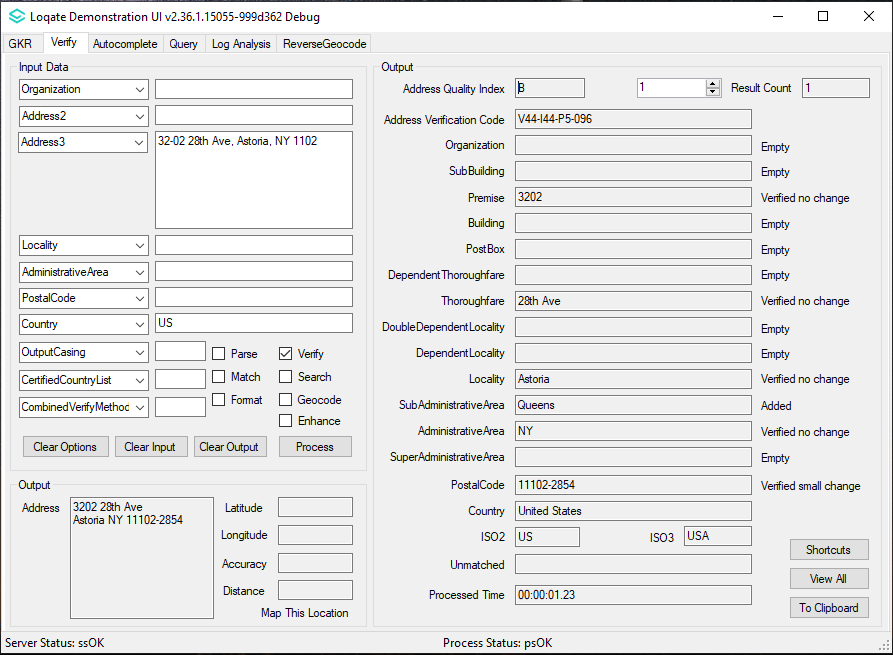 Loqate Demonstration UI v2.36.1.15055-999d362 Debug
GKR Verify Autocomplete Query Log Analysis ReverseGeocode
Input Data
Organization
Address2
Address3 32-02 28th Ave, Astoria, NY 1102
Locality
AdministrativeArea
PostalCode
Country US
OutputCasing Parse Verify
CertifiedCountryList Match Search
CombinedVerifyMethod Format Geocode
Enhance
Clear Options Clear Input Clear Output Process
Output
Address 3202 28th Ave
Astoria NY 11102-2854
Latitude
Longitude
Accuracy
Distance
Map This Location
Output
Address Quality Index B 1 Result Count 1
Address Verification Code V44-I44-P5-096
Organization Empty
SubBuilding Empty
Premise 3202 Verified no change
Building Empty
PostBox Empty
DependentThoroughfare Empty
Thoroughfare 28th Ave Verified no change
DoubleDependentLocality Empty
DependentLocality Empty
Locality Astoria Verified no change
SubAdministrativeArea Queens Added
AdministrativeArea NY Verified no change
SuperAdministrativeArea Empty
PostalCode 11102-2854 Verified small change
Country United States
ISO2 US ISO3 USA
Unmatched
Processed Time 00:00:01.23
Shortcuts
View All
To Clipboard
Server Status: ssOK Process Status: psOK